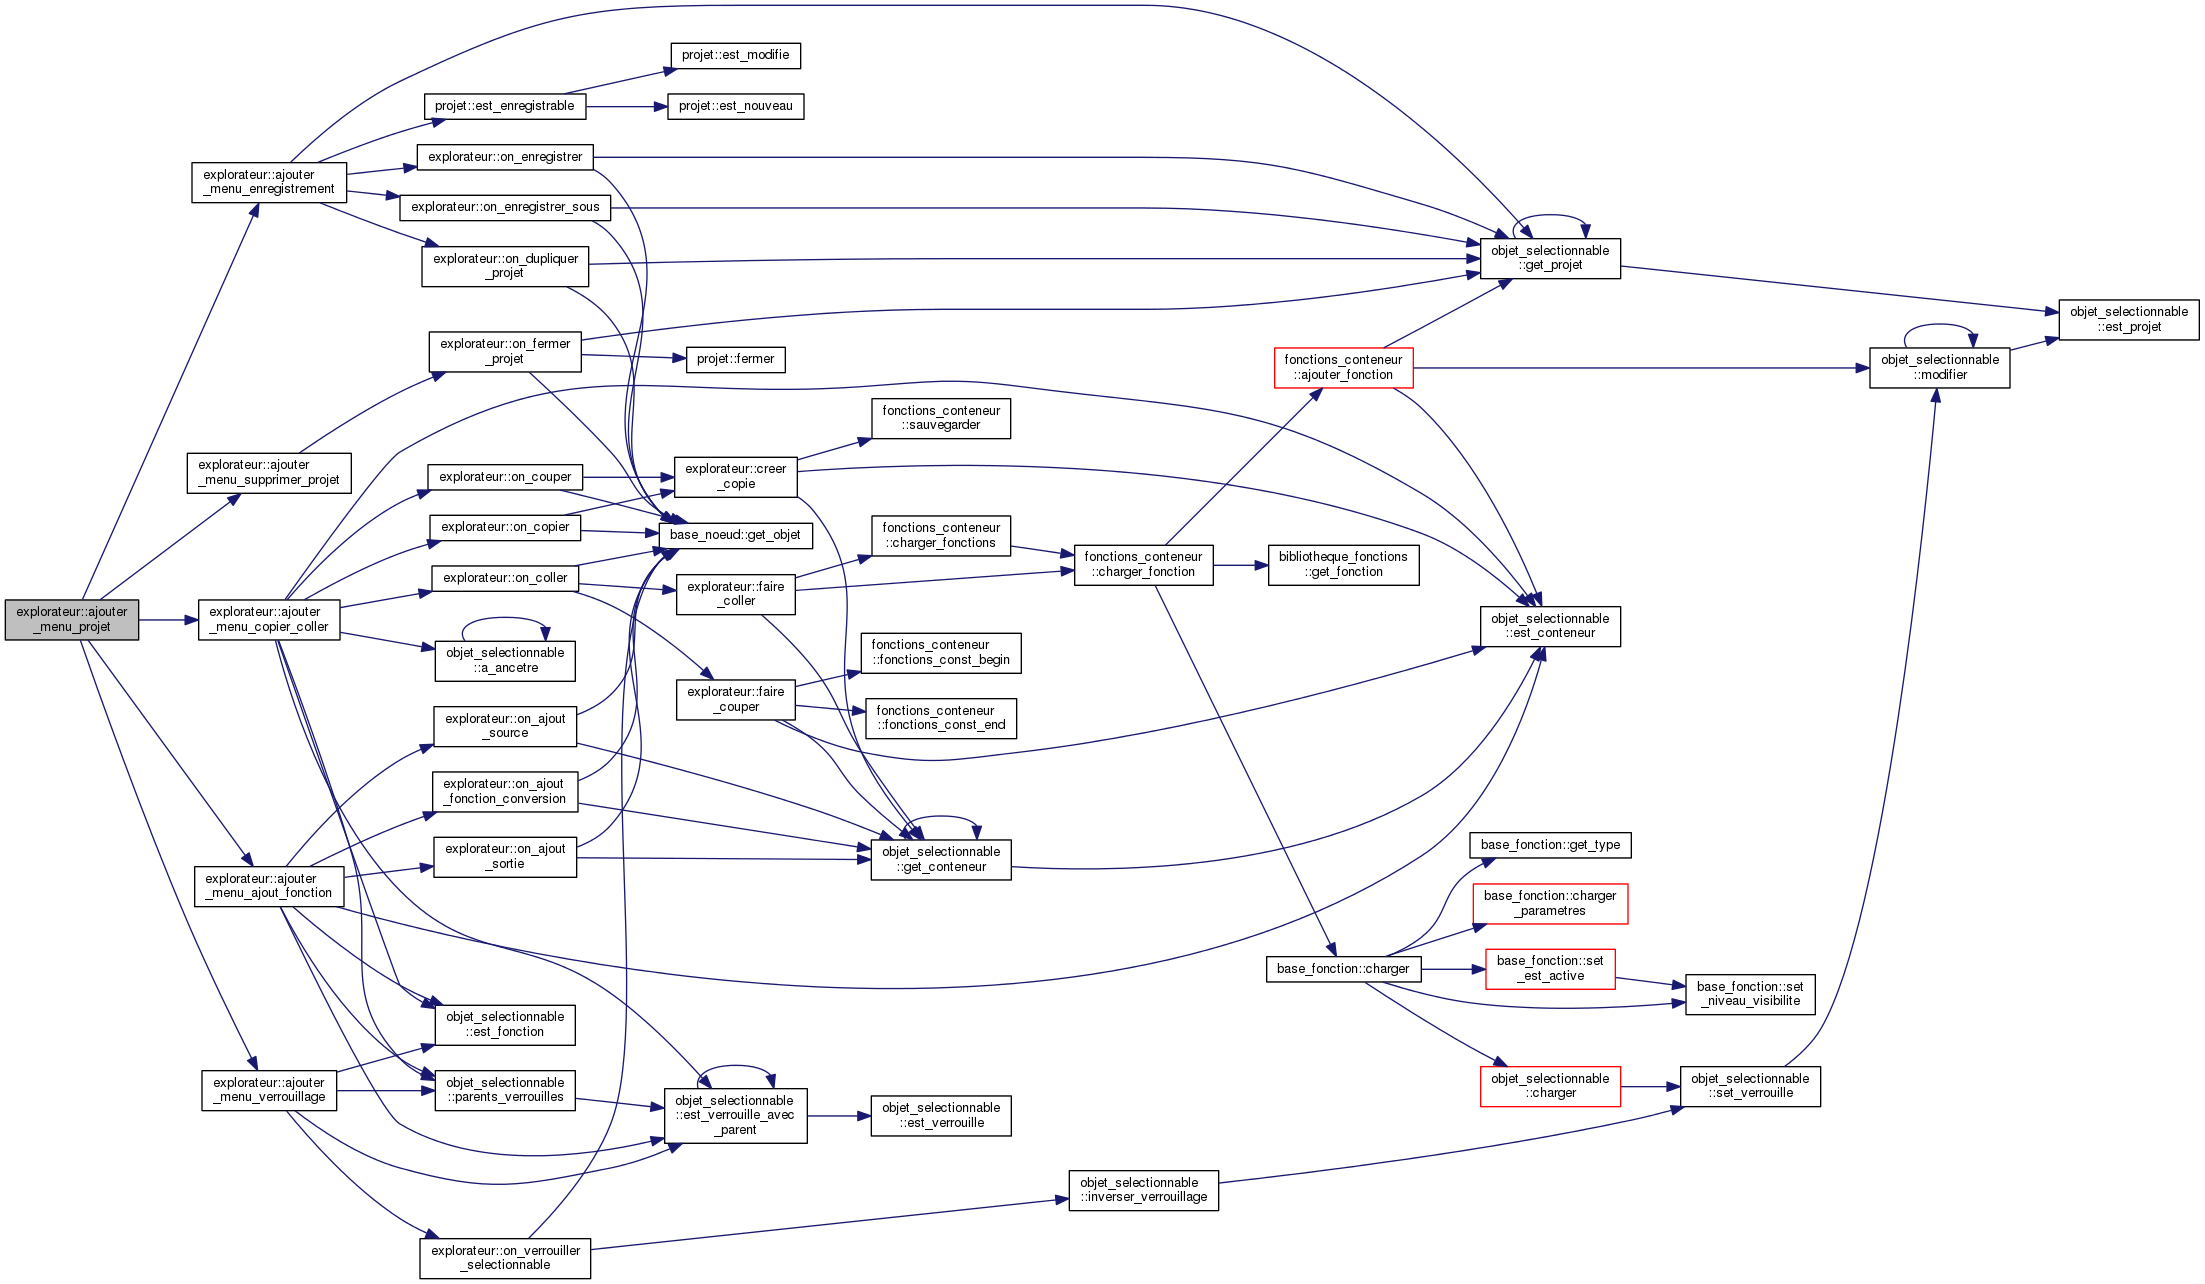 explorateur::ajouter
_menu_projet
explorateur::ajouter
_menu_enregistrement
explorateur::ajouter
_menu_supprimer_projet
explorateur::ajouter
_menu_copier_coller
explorateur::ajouter
_menu_ajout_fonction
explorateur::ajouter
_menu_verrouillage
projet::est_enregistrable
explorateur::on_enregistrer
explorateur::on_enregistrer_sous
explorateur::on_dupliquer
_projet
explorateur::on_fermer
_projet
explorateur::on_couper
explorateur::on_copier
explorateur::on_coller
objet_selectionnable
::a_ancetre
explorateur::on_ajout
_source
explorateur::on_ajout
_fonction_conversion
explorateur::on_ajout
_sortie
objet_selectionnable
::est_fonction
objet_selectionnable
::parents_verrouilles
explorateur::on_verrouiller
_selectionnable
projet::est_modifie
projet::est_nouveau
projet::fermer
explorateur::creer
_copie
base_noeud::get_objet
explorateur::faire
_coller
explorateur::faire
_couper
objet_selectionnable
::est_verrouille_avec
_parent
fonctions_conteneur
::sauvegarder
fonctions_conteneur
::charger_fonctions
fonctions_conteneur
::fonctions_const_begin
fonctions_conteneur
::fonctions_const_end
objet_selectionnable
::get_conteneur
objet_selectionnable
::est_verrouille
fonctions_conteneur
::charger_fonction
objet_selectionnable
::inverser_verrouillage
fonctions_conteneur
::ajouter_fonction
bibliotheque_fonctions
::get_fonction
base_fonction::charger
objet_selectionnable
::get_projet
objet_selectionnable
::est_conteneur
base_fonction::get_type
base_fonction::charger
_parametres
base_fonction::set
_est_active
objet_selectionnable
::charger
base_fonction::set
_niveau_visibilite
objet_selectionnable
::set_verrouille
objet_selectionnable
::modifier
objet_selectionnable
::est_projet